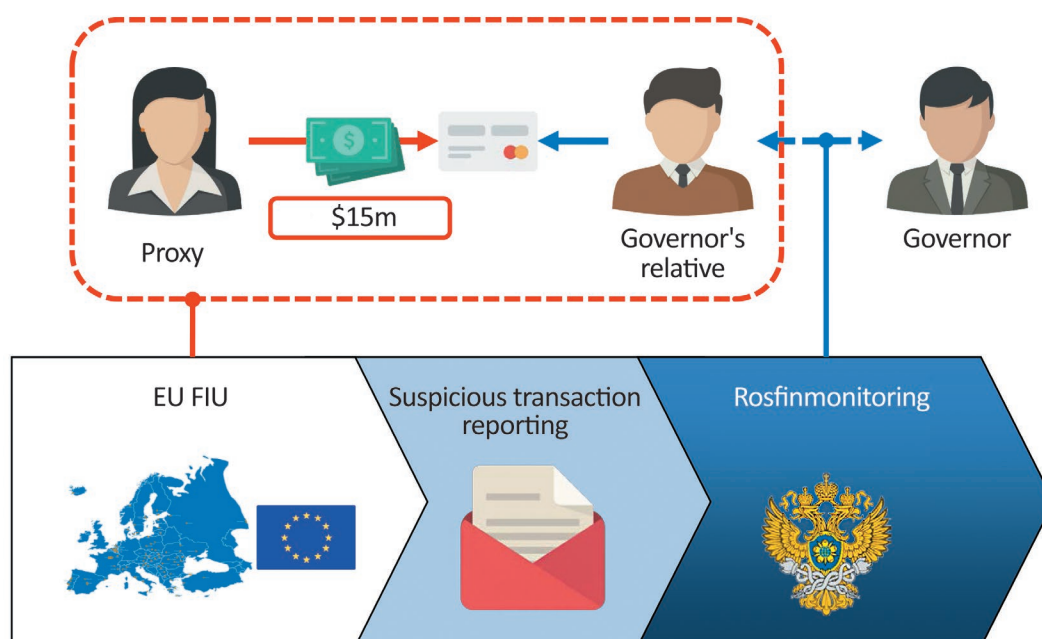 $15m
Proxy
Governor's
relative
Governor
EU FIU
Suspicious transaction
reporting
Rosfinmonitoring